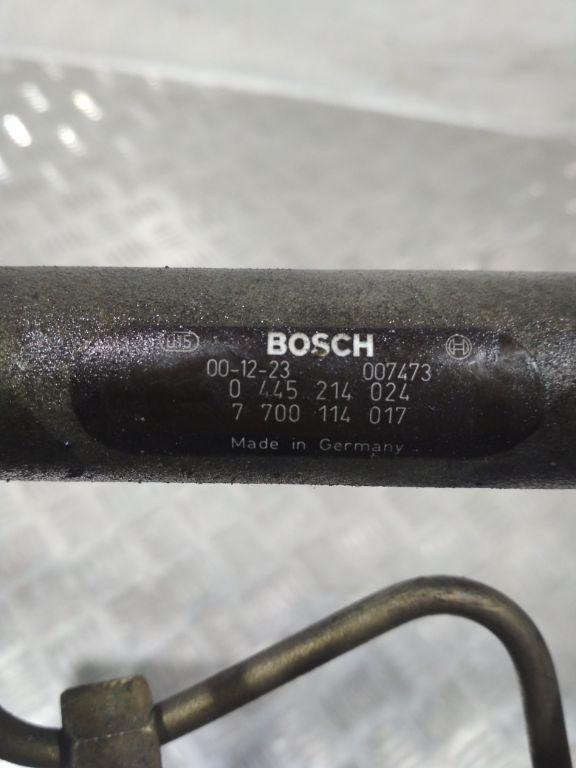 BOSCH
00-12-23 007473
0 445 214 024
7 700 114 017
Made in Germany